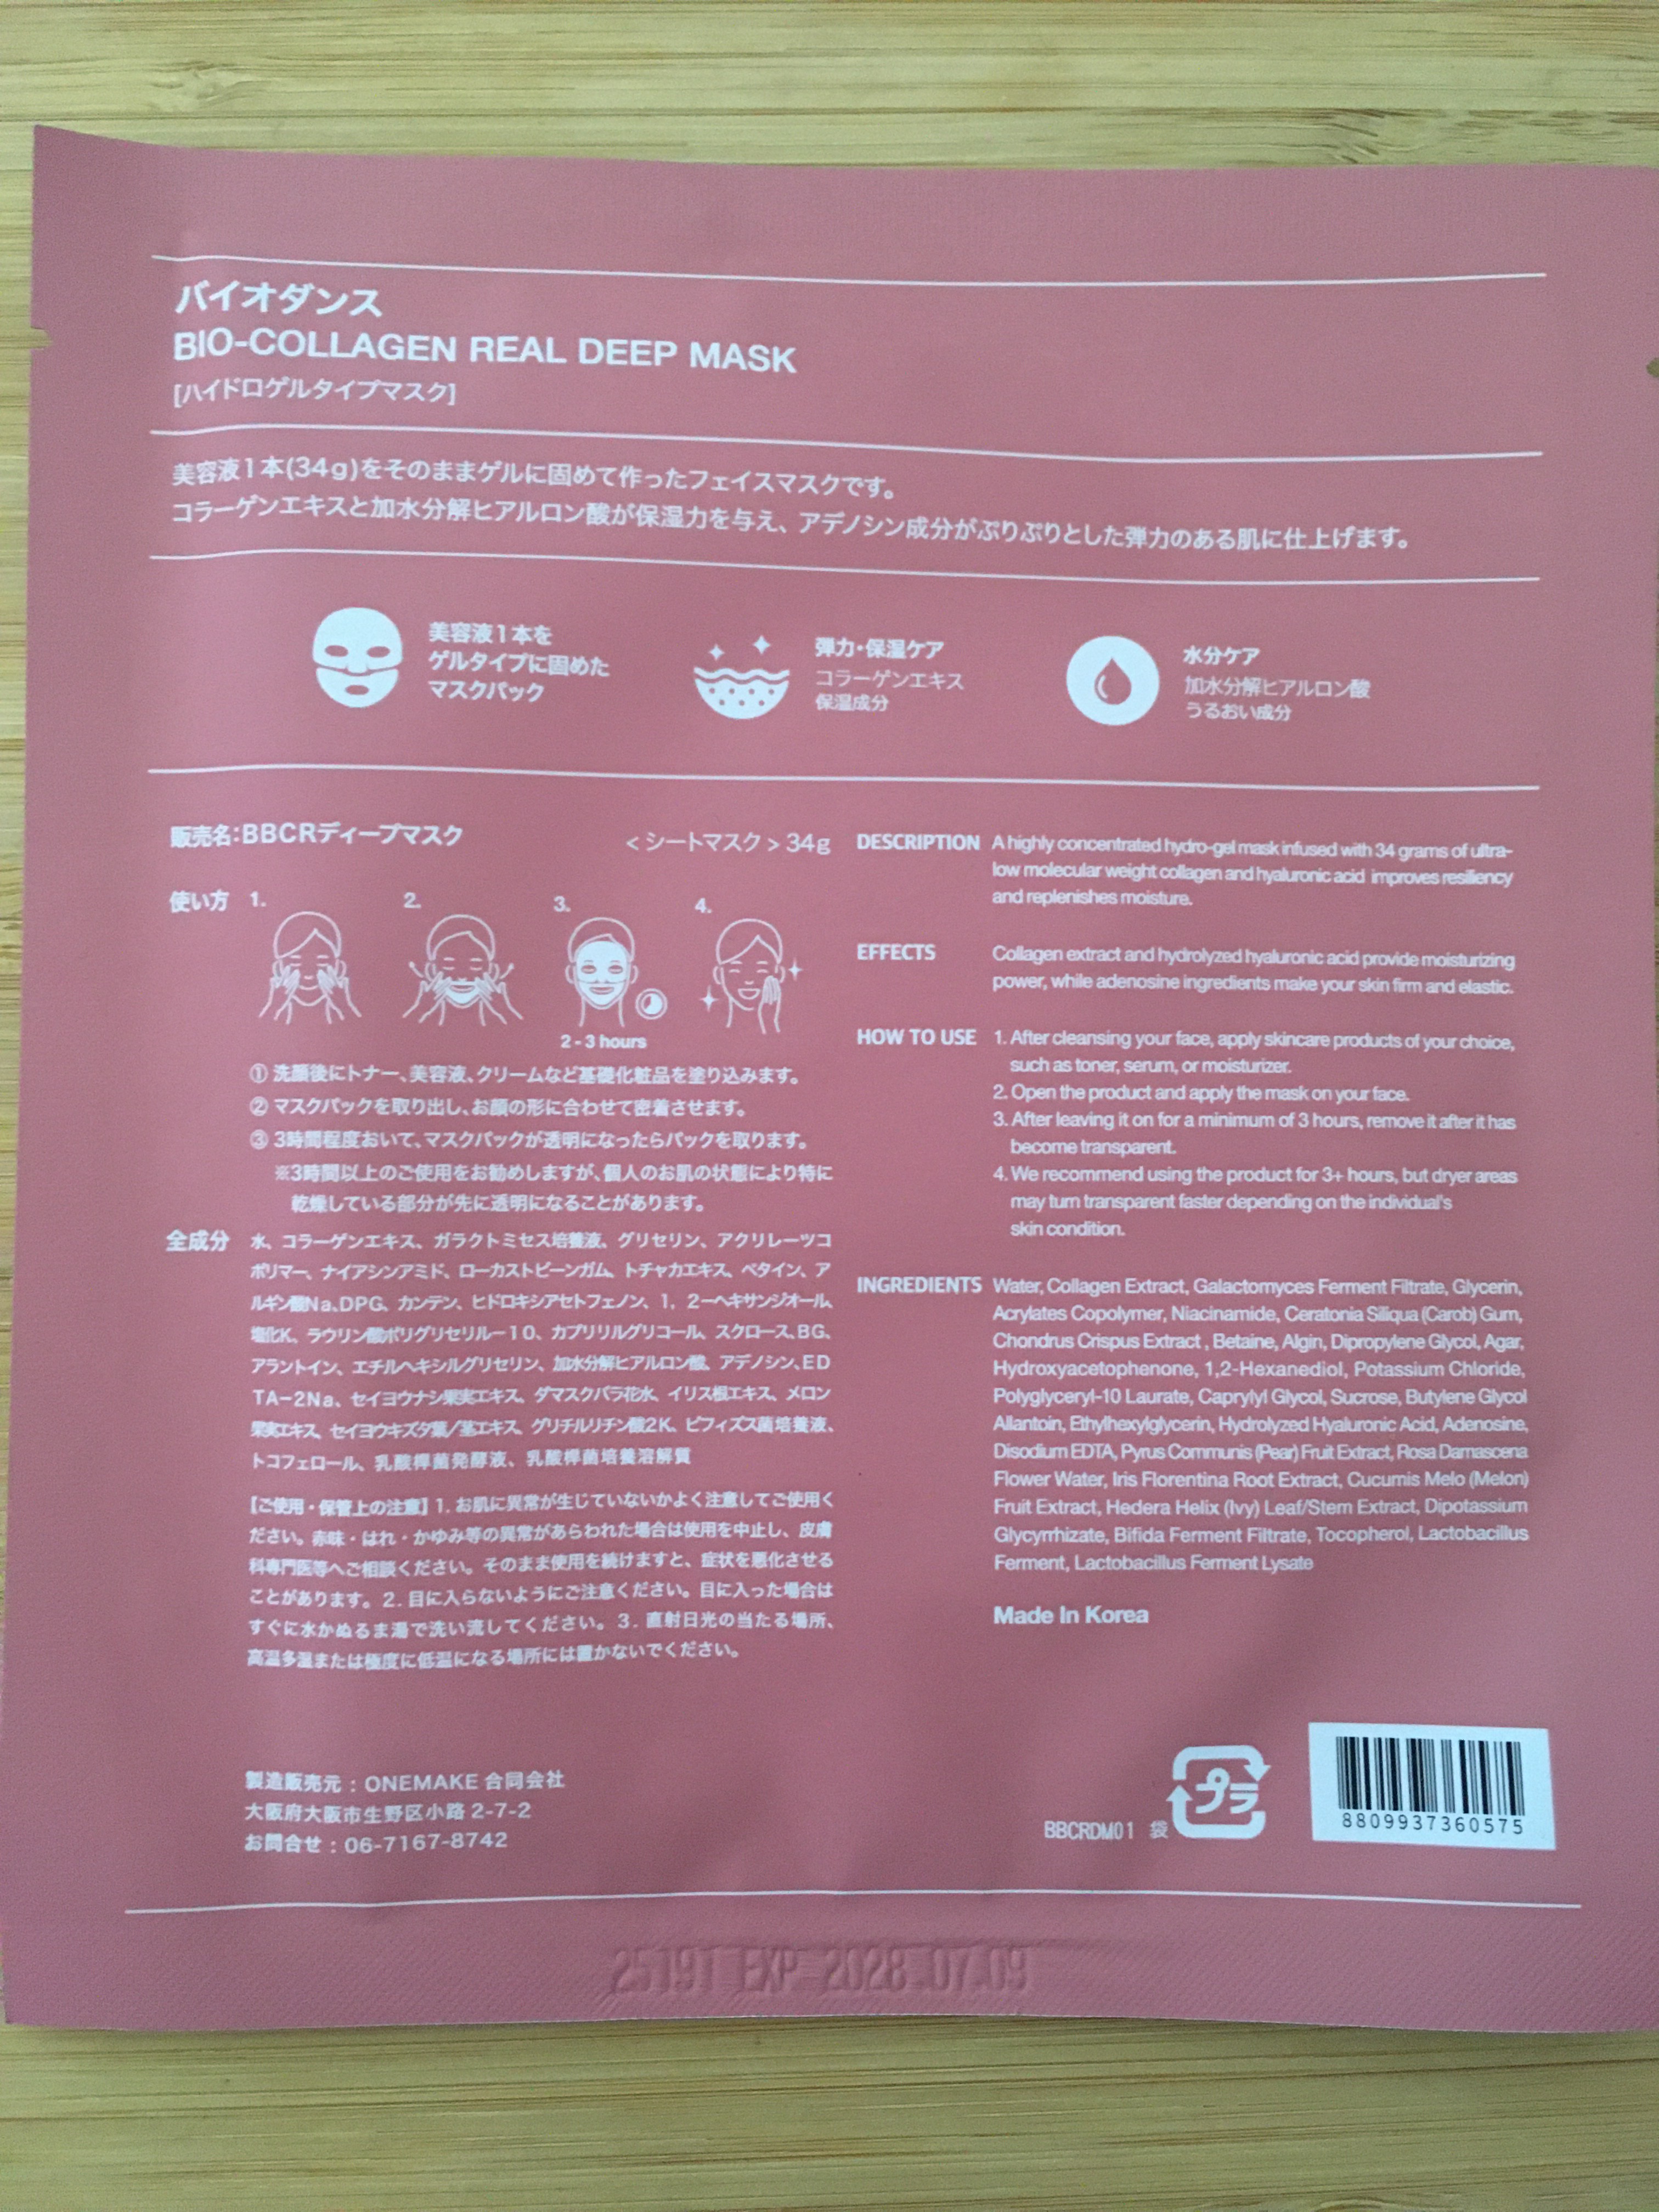 バイオダンス
BIO-COLLAGEN REAL DEEP MASK
[ハイドロゲルタイプマスク]
美容液1本(34g)をそのままゲルに固めて作ったフェイスマスクです。
コラーゲンエキスと加水分解ヒアルロン酸が保湿力を与え、アデノシン成分がぷりぷりとした弾力のある肌に仕上げます。
美容液1本を
ゲルタイプに固めた
マスクパック
弾力・保湿ケア
コラーゲンエキス
保湿成分
水分ケア
加水分解ヒアルロン酸
うるおい成分
販売名:BBCRディープマスク
<シートマスク> 34g
使い方 1. 2. 3. 4.
2 - 3 hours
① 洗顔後にトナー、美容液、クリームなど基礎化粧品を塗り込みます。
② マスクパックを取り出し、お顔の形に合わせて密着させます。
③ 3時間程度おいて、マスクパックが透明になったらパックを取ります。
※3時間以上のご使用をお勧めしますが、個人のお肌の状態により特に
乾燥している部分が先に透明になることがあります。
全成分 水、コラーゲンエキス、ガラクトミセス培養液、グリセリン、アクリレーツコ
ポリマー、ナイアシンアミド、ローカストビーンガム、トチャカエキス、ベタイン、ア
ルギン酸Na、DPG、カンテン、ヒドロキシアセトフェノン、1,2-ヘキサンジオール、
塩化K、ラウリン酸ポリグリセリル-10、カプリリルグリコール、スクロース、BG、
アラントイン、エチルヘキシルグリセリン、加水分解ヒアルロン酸、アデノシン、ED
TA-2Na、セイヨウナシ果実エキス、ダマスクバラ花水、イリス根エキス、メロン
果実エキス、セイヨウキズタ葉/茎エキス、グリチルリチン酸2K、ビフィズス菌培養液、
トコフェロール、乳酸桿菌発酵液、乳酸桿菌培養溶解質
【ご使用・保管上の注意】1. お肌に異常が生じていないかよく注意してご使用く
ださい。赤味・はれ・かゆみ等の異常があらわれた場合は使用を中止し、皮膚
科専門医等へご相談ください。そのまま使用を続けますと、症状を悪化させる
ことがあります。2. 目に入らないようにご注意ください。目に入った場合は
すぐに水かぬるま湯で洗い流してください。3. 直射日光の当たる場所、
高温多湿または極度に低温になる場所には置かないでください。
製造販売元 : ONEMAKE 合同会社
大阪府大阪市生野区小路 2-7-2
お問合せ : 06-7167-8742
DESCRIPTION A highly concentrated hydro-gel mask infused with 34 grams of ultra-
low molecular weight collagen and hyaluronic acid improves resiliency
and replenishes moisture.
EFFECTS Collagen extract and hydrolyzed hyaluronic acid provide moisturizing
power, while adenosine ingredients make your skin firm and elastic.
HOW TO USE 1. After cleansing your face, apply skincare products of your choice,
such as toner, serum, or moisturizer.
2. Open the product and apply the mask on your face.
3. After leaving it on for a minimum of 3 hours, remove it after it has
become transparent.
4. We recommend using the product for 3+ hours, but dryer areas
may turn transparent faster depending on the individual's
skin condition.
INGREDIENTS Water, Collagen Extract, Galactomyces Ferment Filtrate, Glycerin,
Acrylates Copolymer, Niacinamide, Ceratonia Siliqua (Carob) Gum,
Chondrus Crispus Extract , Betaine, Algin, Dipropylene Glycol, Agar,
Hydroxyacetophenone, 1,2-Hexanediol, Potassium Chloride,
Polyglyceryl-10 Laurate, Caprylyl Glycol, Sucrose, Butylene Glycol
Allantoin, Ethylhexylglycerin, Hydrolyzed Hyaluronic Acid, Adenosine,
Disodium EDTA, Pyrus Communis (Pear) Fruit Extract, Rosa Damascena
Flower Water, Iris Florentina Root Extract, Cucumis Melo (Melon)
Fruit Extract, Hedera Helix (Ivy) Leaf/Stem Extract, Dipotassium
Glycyrrhizate, Bifida Ferment Filtrate, Tocopherol, Lactobacillus
Ferment, Lactobacillus Ferment Lysate
Made In Korea
BBCRDM01 袋
プラ
8809937360575
25191 EXP 2028.07.09